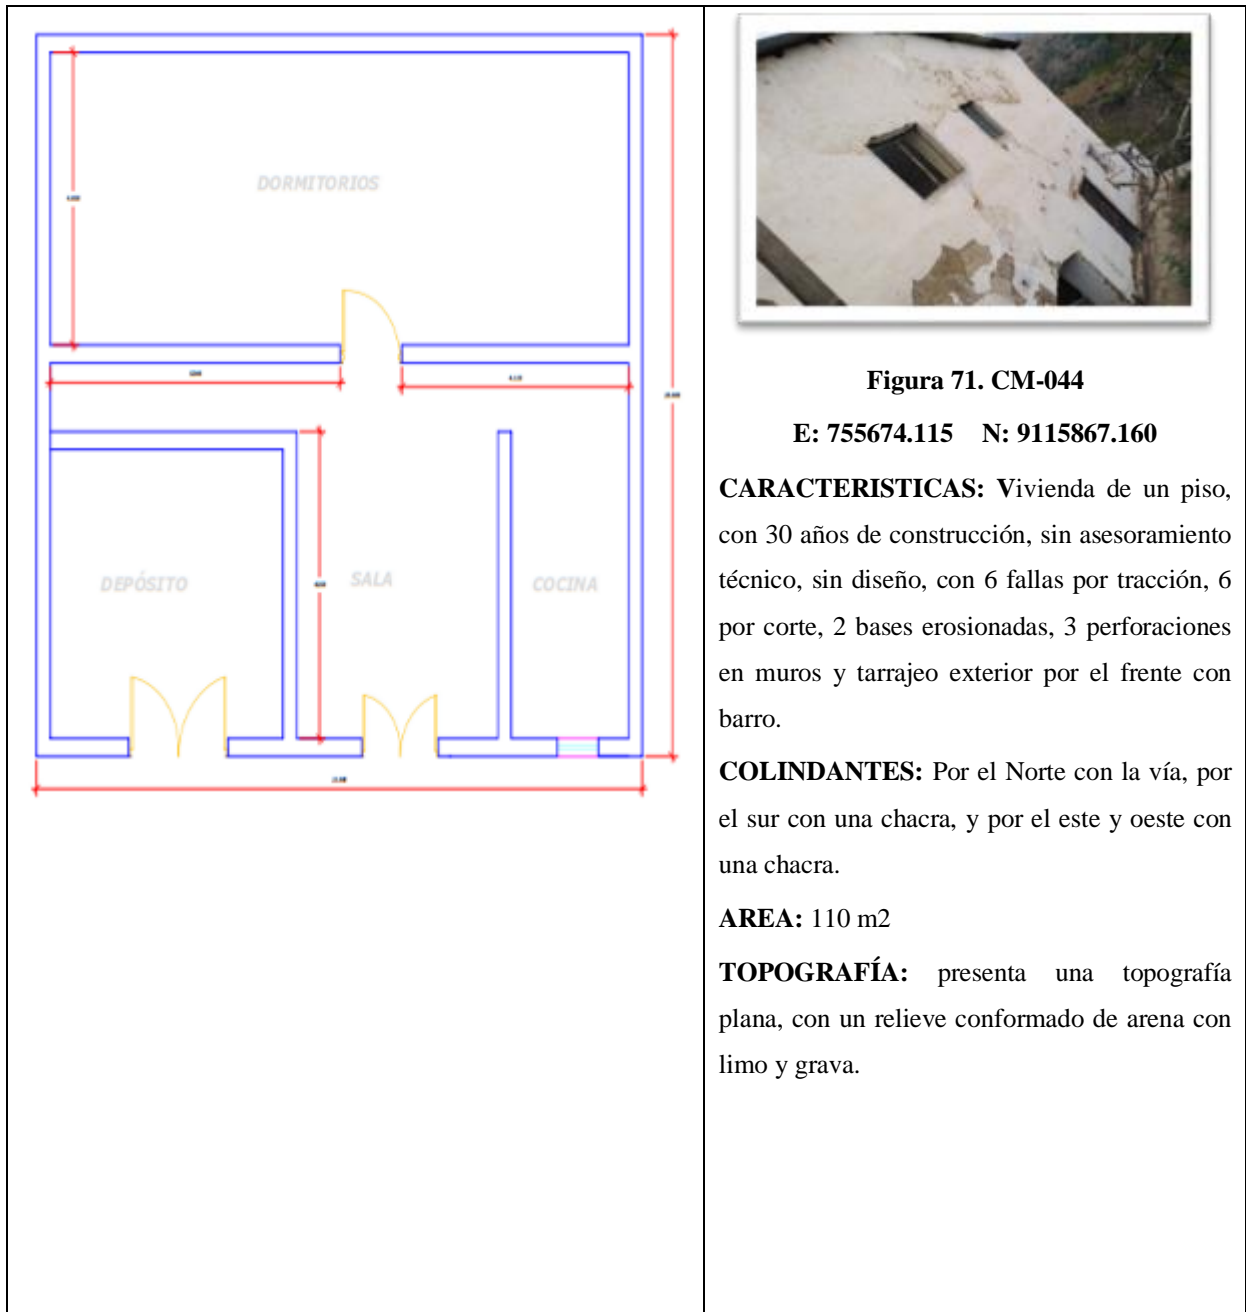 DORMITORIOS
DEPÓSITO
SALA
COCINA
Figura 71. CM-044
E: 755674.115 N: 9115867.160
CARACTERISTICAS: Vivienda de un piso,
con 30 años de construcción, sin asesoramiento
técnico, sin diseño, con 6 fallas por tracción, 6
por corte, 2 bases erosionadas, 3 perforaciones
en muros y tarrajeo exterior por el frente con
barro.
COLINDANTES: Por el Norte con la vía, por
el sur con una chacra, y por el este y oeste con
una chacra.
AREA: 110 m2
TOPOGRAFÍA: presenta una topografía
plana, con un relieve conformado de arena con
limo y grava.